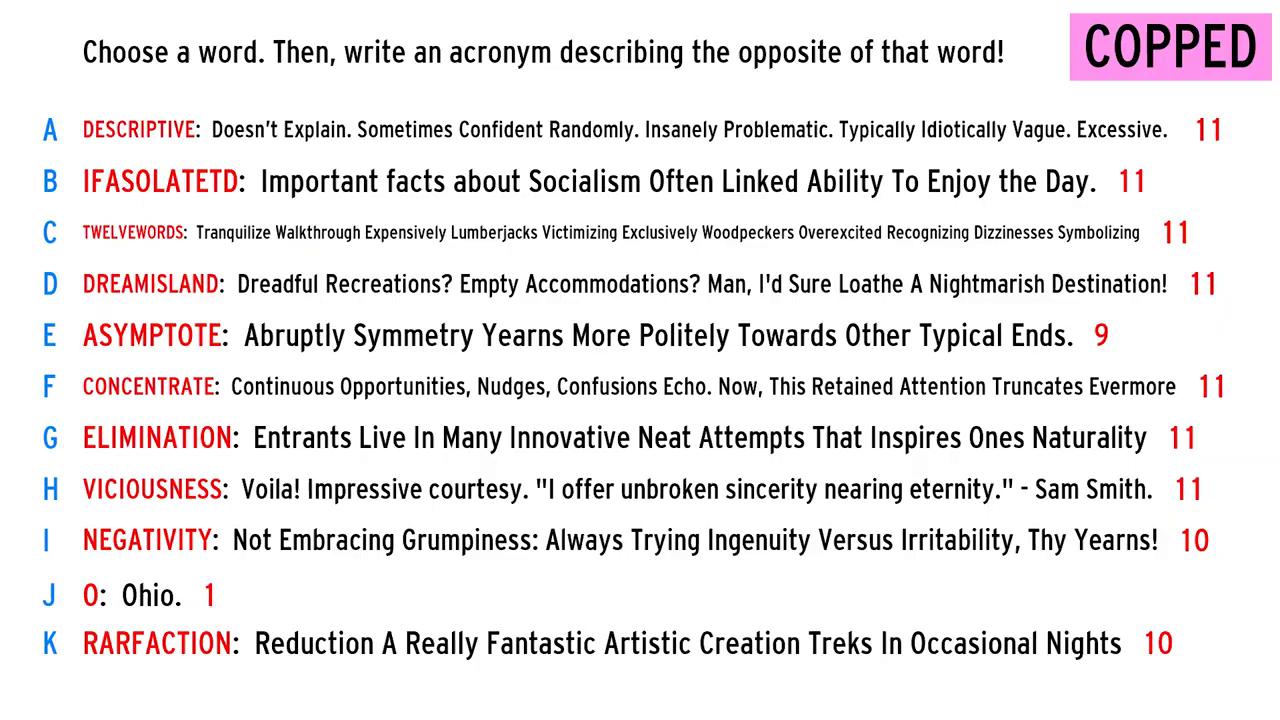 Choose a word. Then, write an acronym describing the opposite of that word!
COPPED
A DESCRIPTIVE: Doesn't Explain. Sometimes Confident Randomly. Insanely Problematic. Typically Idiotically Vague. Excessive. 11
B IFASOLATETD: Important facts about Socialism Often Linked Ability To Enjoy the Day. 11
C TWELVEWORDS: Tranquilize Walkthrough Expensively Lumberjacks Victimizing Exclusively Woodpeckers Overexcited Recognizing Dizzinesses Symbolizing 11
D DREAMISLAND: Dreadful Recreations? Empty Accommodations? Man, I'd Sure Loathe A Nightmarish Destination! 11
E ASYMPTOTE: Abruptly Symmetry Yearns More Politely Towards Other Typical Ends. 9
F CONCENTRATE: Continuous Opportunities, Nudges, Confusions Echo. Now, This Retained Attention Truncates Evermore 11
G ELIMINATION: Entrants Live In Many Innovative Neat Attempts That Inspires Ones Naturality 11
H VICIOUSNESS: Voila! Impressive courtesy. "I offer unbroken sincerity nearing eternity." - Sam Smith. 11
I NEGATIVITY: Not Embracing Grumpiness: Always Trying Ingenuity Versus Irritability, Thy Yearns! 10
J O: Ohio. 1
K RARFACTION: Reduction A Really Fantastic Artistic Creation Treks In Occasional Nights 10